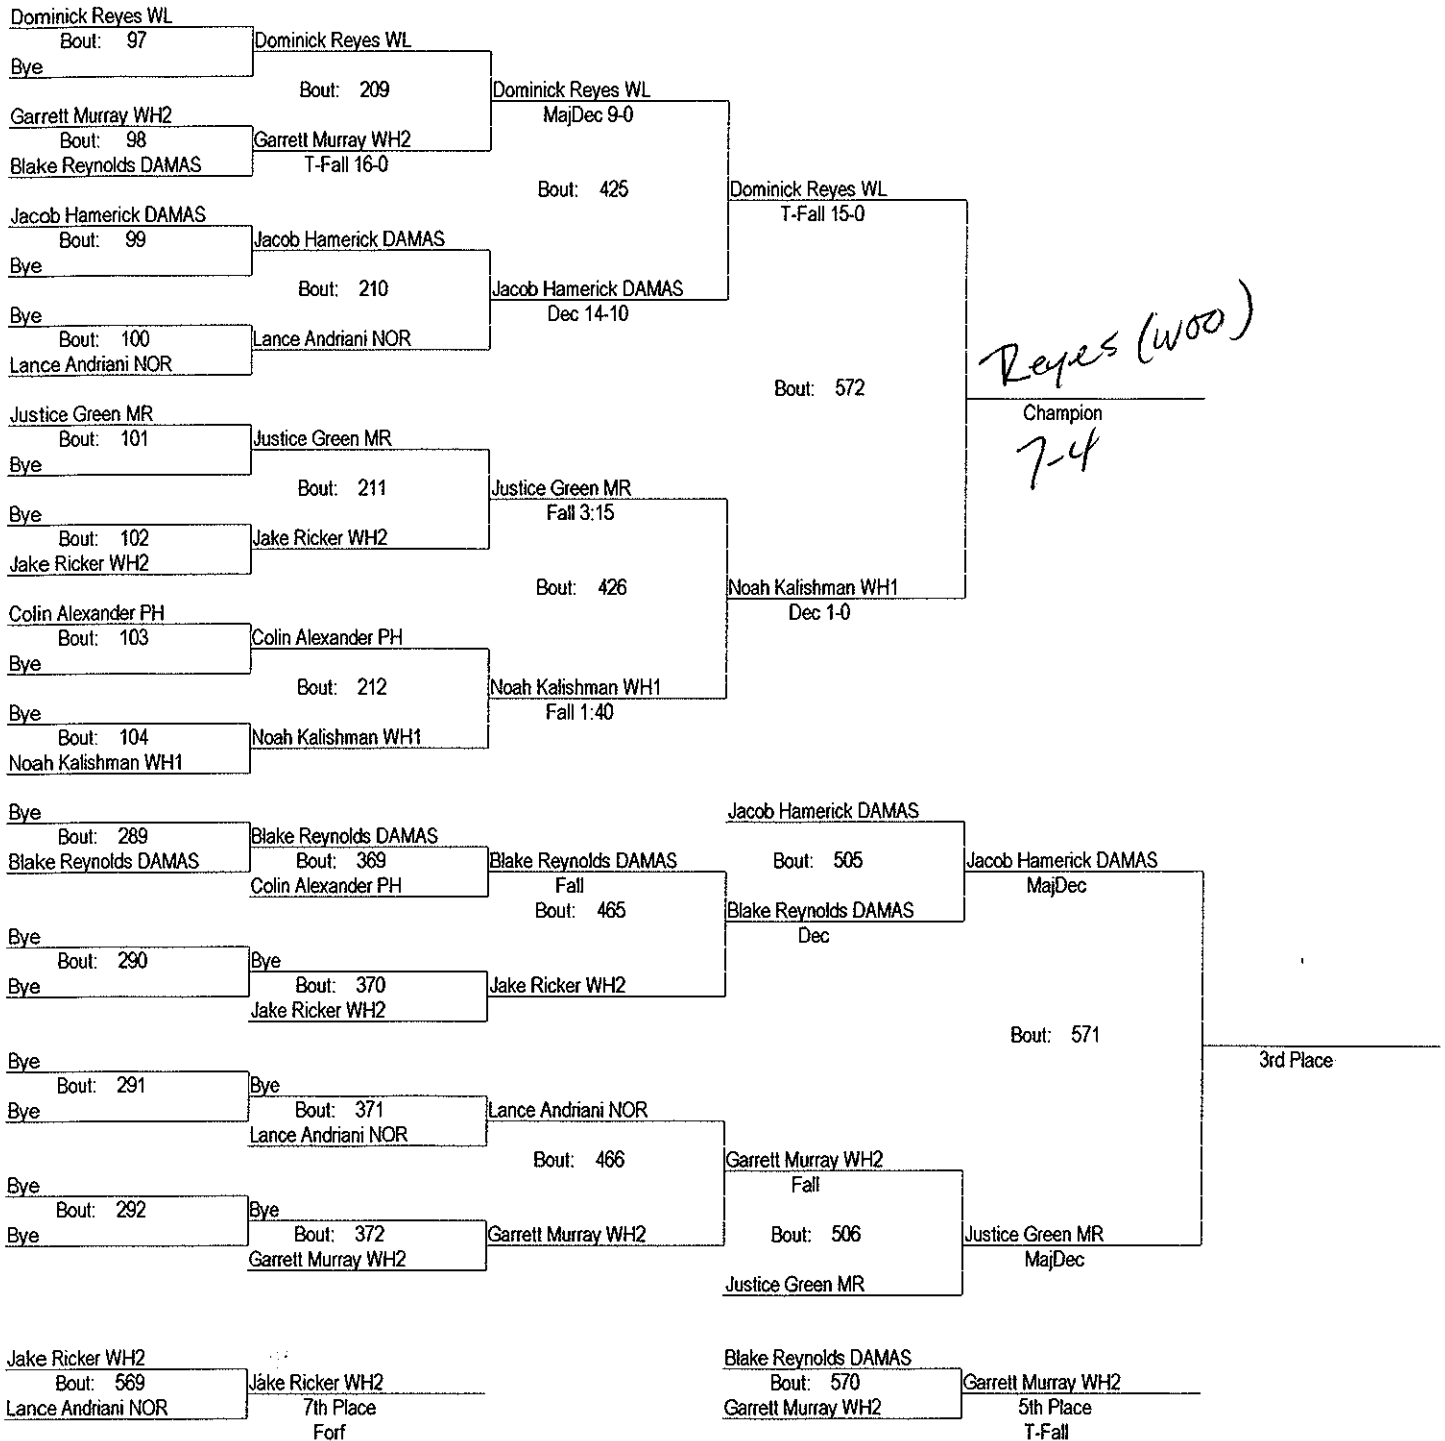 Dominick Reyes WL
Bout: 97
Bye
Dominick Reyes WL
Bout: 209
Garrett Murray WH2
Bout: 98
Blake Reynolds DAMAS
Garrett Murray WH2
T-Fall 16-0
Dominick Reyes WL
MajDec 9-0
Bout: 425
Jacob Hamerick DAMAS
Bout: 99
Bye
Jacob Hamerick DAMAS
Bout: 210
Bye
Bout: 100
Lance Andriani NOR
Lance Andriani NOR
Jacob Hamerick DAMAS
Dec 14-10
Dominick Reyes WL
T-Fall 15-0
Bout: 572
Justice Green MR
Bout: 101
Bye
Justice Green MR
Bout: 211
Bye
Bout: 102
Jake Ricker WH2
Jake Ricker WH2
Justice Green MR
Fall 3:15
Bout: 426
Colin Alexander PH
Bout: 103
Bye
Colin Alexander PH
Bout: 212
Bye
Bout: 104
Noah Kalishman WH1
Noah Kalishman WH1
Noah Kalishman WH1
Fall 1:40
Noah Kalishman WH1
Dec 1-0
Reyes (WOO)
Champion
7-4
Bye
Bout: 289
Blake Reynolds DAMAS
Blake Reynolds DAMAS
Bout: 369
Colin Alexander PH
Blake Reynolds DAMAS
Fall
Bout: 465
Bye
Bout: 290
Bye
Bye
Bout: 370
Jake Ricker WH2
Jake Ricker WH2
Jacob Hamerick DAMAS
Bout: 505
Blake Reynolds DAMAS
Dec
Jacob Hamerick DAMAS
MajDec
Bout: 571
3rd Place
Bye
Bout: 291
Bye
Bye
Bout: 371
Lance Andriani NOR
Lance Andriani NOR
Bout: 466
Bye
Bout: 292
Bye
Bye
Bout: 372
Garrett Murray WH2
Garrett Murray WH2
Garrett Murray WH2
Fall
Bout: 506
Justice Green MR
Justice Green MR
MajDec
Jake Ricker WH2
Bout: 569
Lance Andriani NOR
Jake Ricker WH2
7th Place
Forf
Blake Reynolds DAMAS
Bout: 570
Garrett Murray WH2
Garrett Murray WH2
5th Place
T-Fall